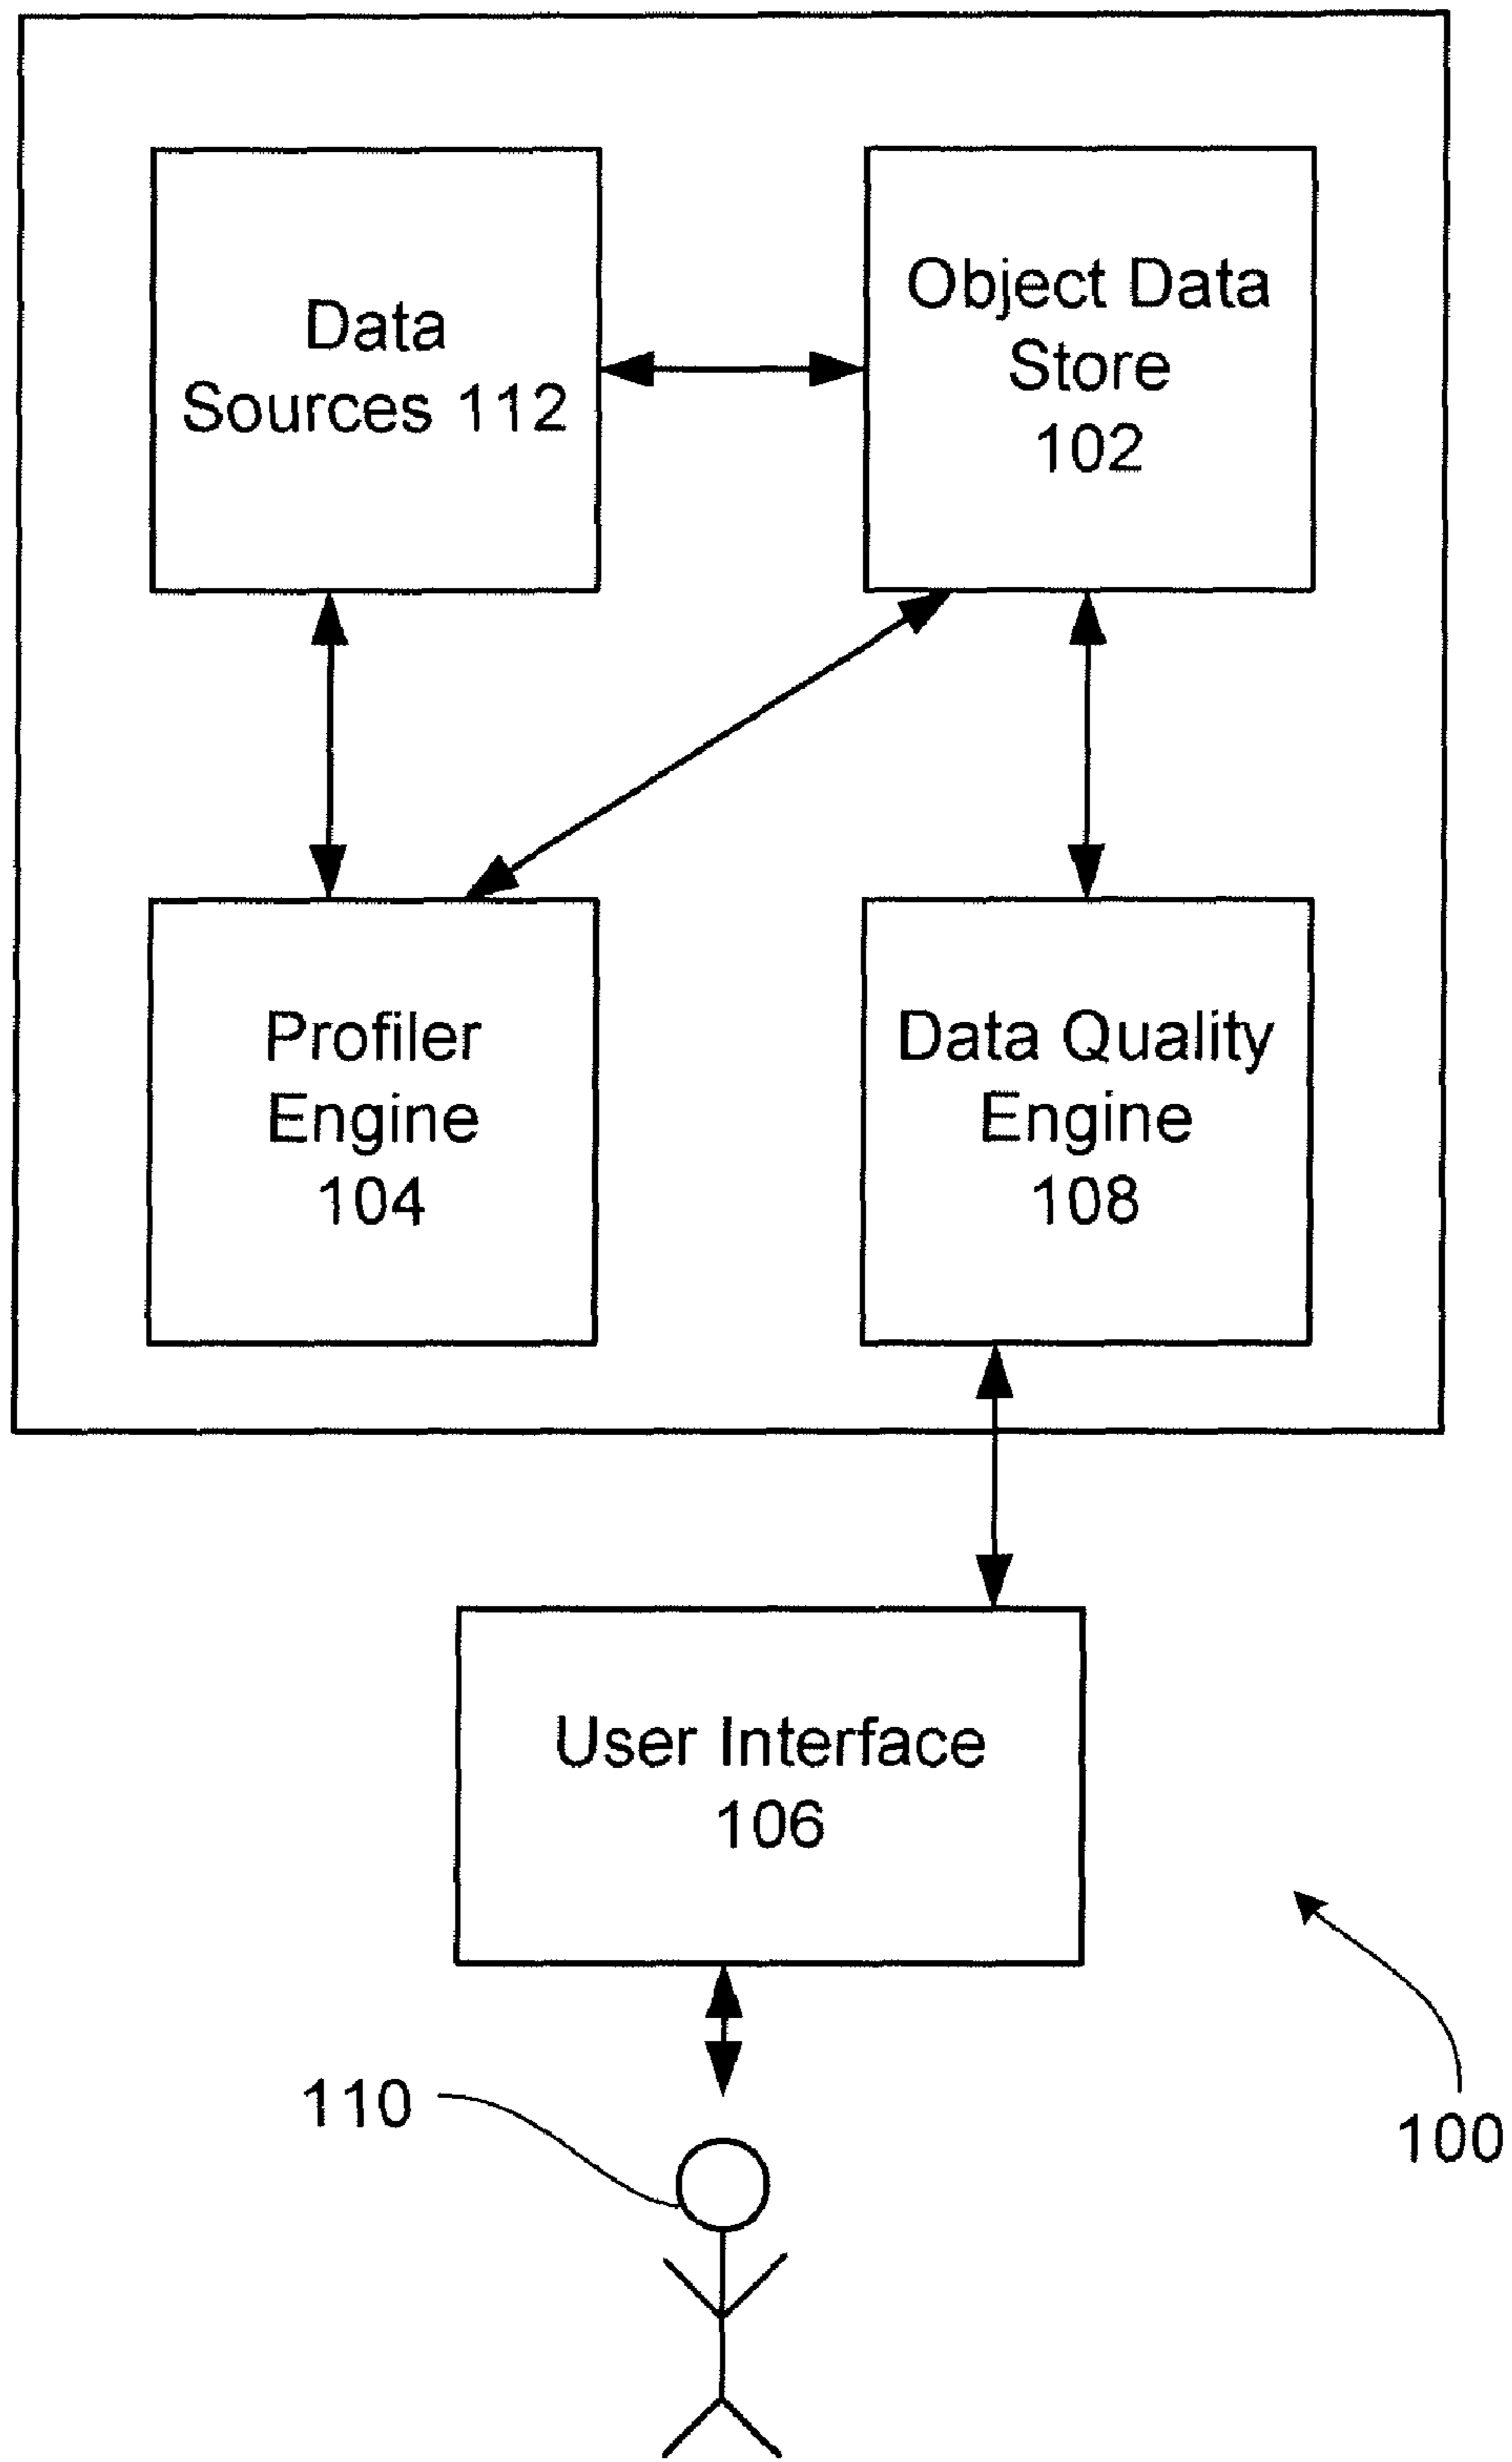 Data
Sources 112
Object Data
Store
102
Profiler
Engine
104
Data Quality
Engine
108
User Interface
106
110
100